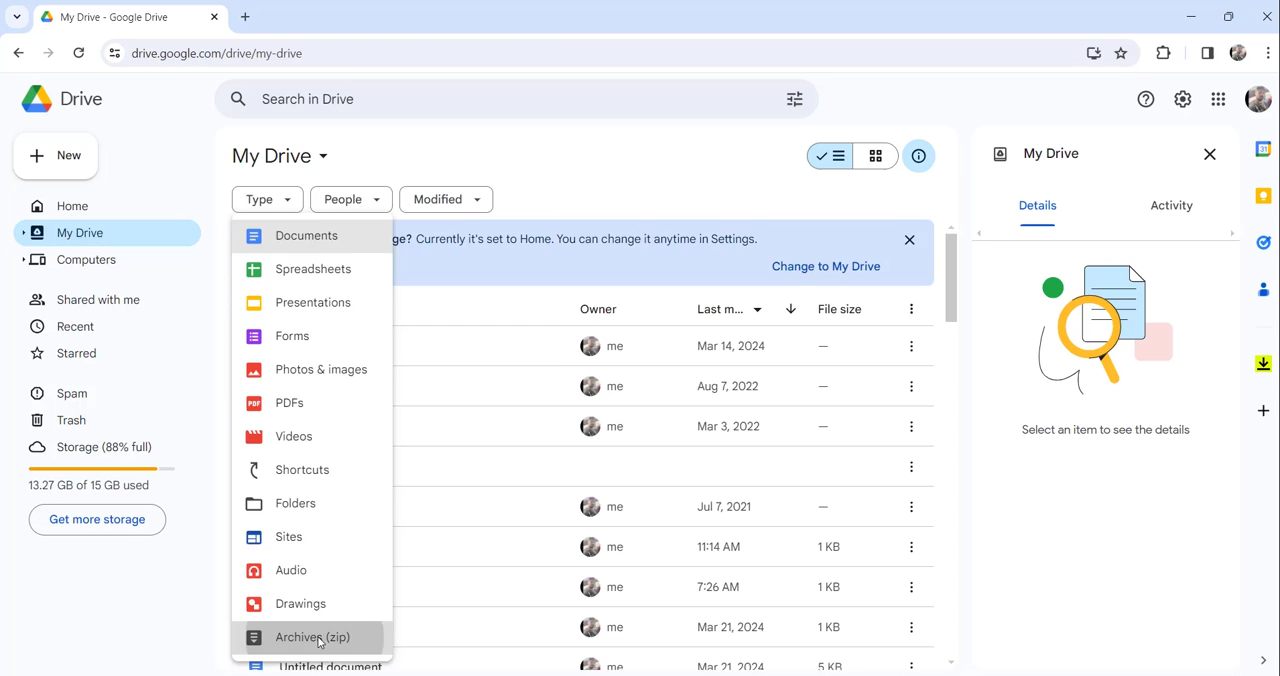 My Drive - Google Drive
drive.google.com/drive/my-drive
Drive
Search in Drive
New
Home
My Drive
Computers
Shared with me
Recent
Starred
Spam
Trash
Storage (88% full)
13.27 GB of 15 GB used
Get more storage
My Drive
Type People Modified
ge? Currently it's set to Home. You can change it anytime in Settings.
Change to My Drive
Documents
Spreadsheets
Presentations
Forms
Photos & images
PDF PDFs
Videos
Shortcuts
Folders
Sites
Audio
Drawings
Archives (zip)
Untitled document
Owner Last m... File size
me Mar 14, 2024 —
me Aug 7, 2022 —
me Mar 3, 2022 —
me Jul 7, 2021 —
me 11:14 AM 1 KB
me 7:26 AM 1 KB
me Mar 21, 2024 1 KB
me Mar 21, 2024 5 KB
My Drive
Details Activity
Select an item to see the details
31